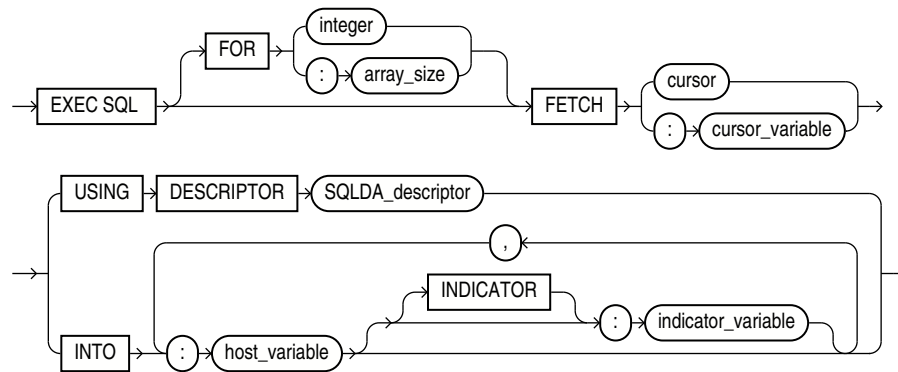 integer
FOR
: array_size
EXEC SQL FETCH
cursor
: cursor_variable
USING DESCRIPTOR SQLDA_descriptor
,
INDICATOR
: indicator_variable
INTO : host_variable